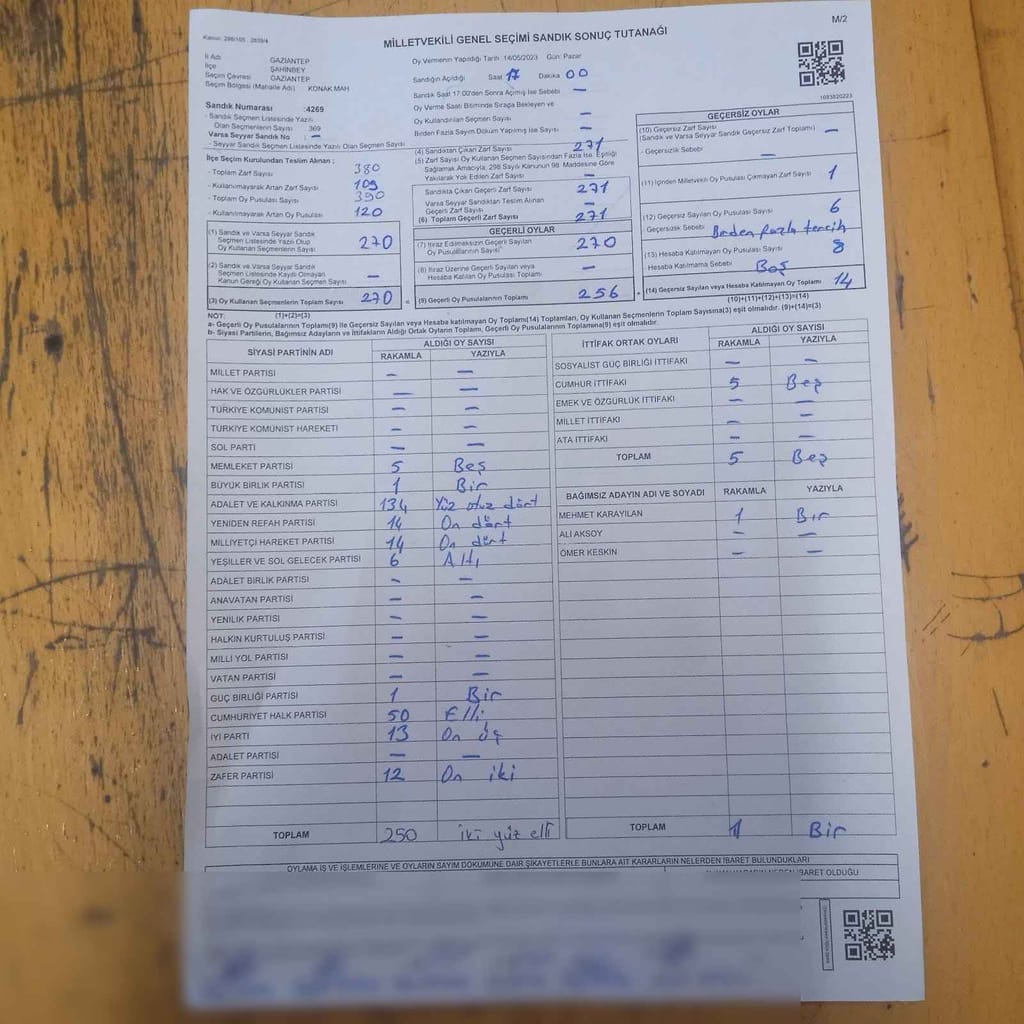 M/2
Kanun: 298/105 , 2839/4
MİLLETVEKİLİ GENEL SEÇİMİ SANDIK SONUÇ TUTANAĞI
İl Adı GAZİANTEP
İlçe ŞAHİNBEY
Seçim Çevresi GAZİANTEP
Seçim Bölgesi (Mahalle Adı) KONAK MAH
Oy Vermenin Yapıldığı Tarih 14/05/2023 Gün: Pazar
Sandığın Açıldığı Saat 17 Dakika 00
Sandık Saat 17:00'den Sonra Açılmış İse Sebebi —
Oy Verme Saati Bitiminde Sıraya Bekleyen ve
Oy Kullandırılan Seçmen Sayısı —
Birden Fazla Sayım Dökum Yapılmış İse Sayısı —
Sandık Numarası :4269
- Sandık Seçmen Listesinde Yazılı
Olan Seçmenlerin Sayısı 369
Varsa Seyyar Sandık No —
- Seyyar Sandık Seçmen Listesinde Yazılı Olan Seçmen Sayısı
(4) Sandıktan Çıkan Zarf Sayısı 271
(5) Zarf Sayısı Oy Kullanan Seçmen Sayısından Fazla İse, Eşitliği
Sağlamak Amacıyla; 298 Sayılı Kanunun 98. Maddesine Göre
Yakılarak Yok Edilen Zarf Sayısı —
Sandıkta Çıkan Geçerli Zarf Sayısı 271
Varsa Seyyar Sandıktan Teslim Alınan
Geçerli Zarf Sayısı —
(6) Toplam Geçerli Zarf Sayısı 271
İlçe Seçim Kurulundan Teslim Alınan ;
- Toplam Zarf Sayısı 380
- Kullanılmayarak Artan Zarf Sayısı 109
- Toplam Oy Pusulası Sayısı 390
- Kullanılmayarak Artan Oy Pusulası 120
(1) Sandık ve Varsa Seyyar Sandık
Seçmen Listesinde Yazılı Olup
Oy Kullanan Seçmenlerin Sayısı 270
(2) Sandık ve Varsa Seyyar Sandık
Seçmen Listesinde Kayıtlı Olmayan
Kanun Gereği Oy Kullanan Seçmen Sayısı —
(3) Oy Kullanan Seçmenlerin Toplam Sayısı 270
GEÇERLİ OYLAR
(7) İtiraz Edilmeksizin Geçerli Sayılan
Oy Pusulalarının Sayısı 270
(8) İtiraz Üzerine Geçerli Sayılan veya
Hesaba Katılan Oy Pusulası Toplamı —
= (9) Geçerli Oy Pusulalarının Toplamı 256
1693820223
GEÇERSİZ OYLAR
(10) Geçersiz Zarf Sayısı
(Sandık ve Varsa Seyyar Sandık Geçersiz Zarf Toplamı) —
- Geçersizlik Sebebi —
(11) İçinden Milletvekili Oy Pusulası Çıkmayan Zarf Sayısı 1
(12) Geçersiz Sayılan Oy Pusulası Sayısı 6
Geçersizlik Sebebi Birden fazla tercih
(13) Hesaba Katılmayan Oy Pusulası Sayısı 8
Hesaba Katılmama Sebebi Boş
+ (14) Geçersiz Sayılan veya Hesaba Katılmayan Oy Toplamı 14
(10)+(11)+(12)+(13)=(14)
NOT: (1)+(2)=(3)
a- Geçerli Oy Pusulaları Toplamı(9) İle Geçersiz Sayılan veya Hesaba katılmayan Oy Toplamı(14) Toplamları, Oy Kullanan Seçmenlerin Toplam Sayısına(3) eşit olmalıdır. (9)+(14)=(3)
b- Siyasi Partilerin, Bağımsız Adayların ve İttifakların Aldığı Ortak Oyların Toplam, Geçerli Oy Pusulalarının Toplamına(9) eşit olmalıdır.
SİYASİ PARTİNİN ADI ALDIĞI OY SAYISI
RAKAMLA YAZIYLA
MİLLET PARTİSİ — —
HAK VE ÖZGÜRLÜKLER PARTİSİ — —
TÜRKİYE KOMÜNİST PARTİSİ — —
TÜRKİYE KOMÜNİST HAREKETİ — —
SOL PARTİ — —
MEMLEKET PARTİSİ 5 Beş
BÜYÜK BİRLİK PARTİSİ 1 Bir
ADALET VE KALKINMA PARTİSİ 134 Yüz otuz dört
YENİDEN REFAH PARTİSİ 14 On dört
MİLLİYETÇİ HAREKET PARTİSİ 14 On dört
YEŞİLLER VE SOL GELECEK PARTİSİ 6 Altı
ADALET BİRLİK PARTİSİ — —
ANAVATAN PARTİSİ — —
YENİLİK PARTİSİ — —
HALKIN KURTULUŞ PARTİSİ — —
MİLLİ YOL PARTİSİ — —
VATAN PARTİSİ — —
GÜÇ BİRLİĞİ PARTİSİ 1 Bir
CUMHURİYET HALK PARTİSİ 50 Elli
İYİ PARTİ 13 On üç
ADALET PARTİSİ — —
ZAFER PARTİSİ 12 On iki
TOPLAM 250 iki yüz elli
İTTİFAK ORTAK OYLARI ALDIĞI OY SAYISI
RAKAMLA YAZIYLA
SOSYALİST GÜÇ BİRLİĞİ İTTİFAKI — —
CUMHUR İTTİFAKI 5 Beş
EMEK VE ÖZGÜRLÜK İTTİFAKI — —
MİLLET İTTİFAKI — —
ATA İTTİFAKI — —
TOPLAM 5 Beş
BAĞIMSIZ ADAYIN ADI VE SOYADI RAKAMLA YAZIYLA
MEHMET KARAYILAN 1 Bir
ALİ AKSOY — —
ÖMER KESKİN — —
TOPLAM 1 Bir
OYLAMA İŞ VE İŞLEMLERİNE VE OYLARIN SAYIM DÖKÜMÜNE DAİR ŞİKAYETLERLE BUNLARA AİT KARARLARIN NELERDEN İBARET BULUNDUKLARI
İBARET OLDUĞU